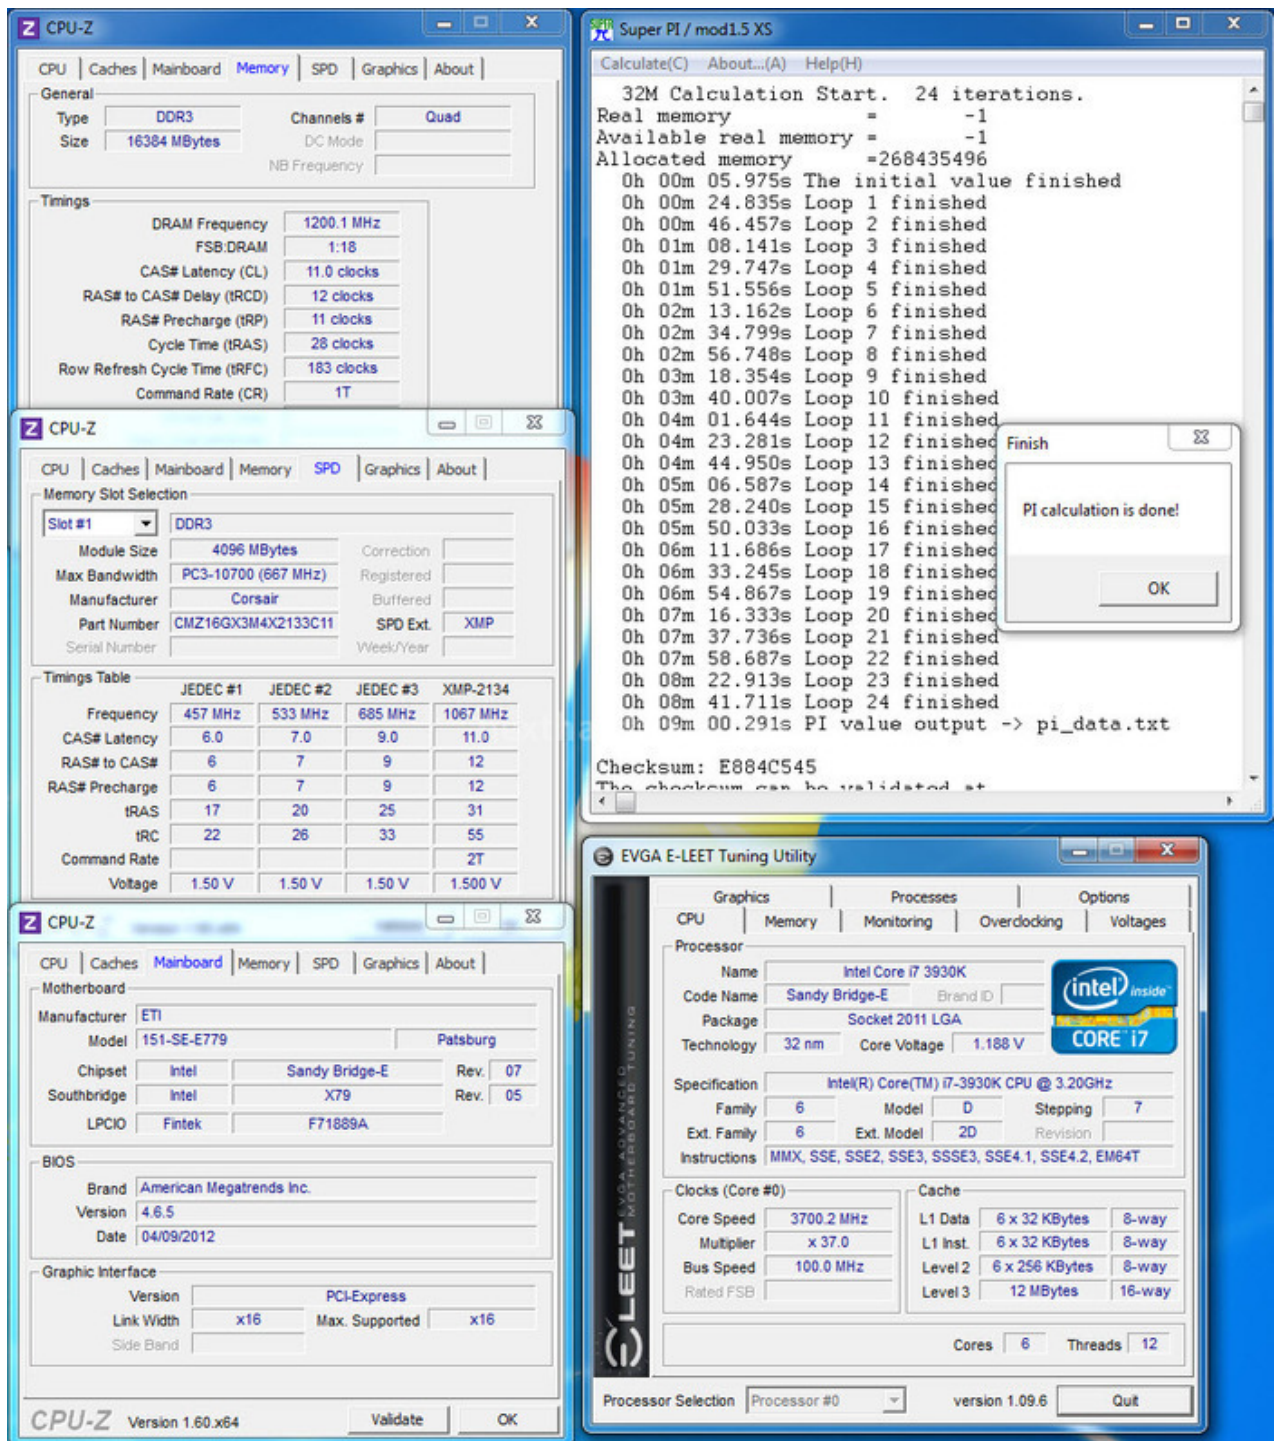 CPU-Z
CPU Caches Mainboard Memory SPD Graphics About
General
Type DDR3 Channels # Quad
Size 16384 MBytes DC Mode
NB Frequency
Timings
DRAM Frequency 1200.1 MHz
FSB:DRAM 1:18
CAS# Latency (CL) 11.0 clocks
RAS# to CAS# Delay (tRCD) 12 clocks
RAS# Precharge (tRP) 11 clocks
Cycle Time (tRAS) 28 clocks
Row Refresh Cycle Time (tRFC) 183 clocks
Command Rate (CR) 1T
CPU-Z
CPU Caches Mainboard Memory SPD Graphics About
Memory Slot Selection
Slot #1 DDR3
Module Size 4096 MBytes Correction
Max Bandwidth PC3-10700 (667 MHz) Registered
Manufacturer Corsair Buffered
Part Number CMZ16GX3M4X2133C11 SPD Ext. XMP
Serial Number Week/Year
Timings Table
JEDEC #1 JEDEC #2 JEDEC #3 XMP-2134
Frequency 457 MHz 533 MHz 685 MHz 1067 MHz
CAS# Latency 6.0 7.0 9.0 11.0
RAS# to CAS# 6 7 9 12
RAS# Precharge 6 7 9 12
tRAS 17 20 25 31
tRC 22 26 33 55
Command Rate 2T
Voltage 1.50 V 1.50 V 1.50 V 1.500 V
CPU-Z
CPU Caches Mainboard Memory SPD Graphics About
Motherboard
Manufacturer ETI
Model 151-SE-E779 Patsburg
Chipset Intel Sandy Bridge-E Rev. 07
Southbridge Intel X79 Rev. 05
LPCIO Fintek F71889A
BIOS
Brand American Megatrends Inc.
Version 4.6.5
Date 04/09/2012
Graphic Interface
Version PCI-Express
Link Width x16 Max. Supported x16
Side Band
CPU-Z Version 1.60.x64 Validate OK
Super PI / mod1.5 XS
Calculate(C) About...(A) Help(H)
32M Calculation Start. 24 iterations.
Real memory = -1
Available real memory = -1
Allocated memory =268435496
0h 00m 05.975s The initial value finished
0h 00m 24.835s Loop 1 finished
0h 00m 46.457s Loop 2 finished
0h 01m 08.141s Loop 3 finished
0h 01m 29.747s Loop 4 finished
0h 01m 51.556s Loop 5 finished
0h 02m 13.162s Loop 6 finished
0h 02m 34.799s Loop 7 finished
0h 02m 56.748s Loop 8 finished
0h 03m 18.354s Loop 9 finished
0h 03m 40.007s Loop 10 finished
0h 04m 01.644s Loop 11 finished
0h 04m 23.281s Loop 12 finished
0h 04m 44.950s Loop 13 finished
0h 05m 06.587s Loop 14 finished
0h 05m 28.240s Loop 15 finished
0h 05m 50.033s Loop 16 finished
0h 06m 11.686s Loop 17 finished
0h 06m 33.245s Loop 18 finished
0h 06m 54.867s Loop 19 finished
0h 07m 16.333s Loop 20 finished
0h 07m 37.736s Loop 21 finished
0h 07m 58.687s Loop 22 finished
0h 08m 22.913s Loop 23 finished
0h 08m 41.711s Loop 24 finished
0h 09m 00.291s PI value output -> pi_data.txt
Checksum: E884C545
The checksum can be validated at
Finish
PI calculation is done!
OK
EVGA E-LEET Tuning Utility
Graphics Processes Options
CPU Memory Monitoring Overclocking Voltages
Processor
Name Intel Core i7 3930K
Code Name Sandy Bridge-E Brand ID
Package Socket 2011 LGA
Technology 32 nm Core Voltage 1.188 V
intel inside
CORE i7
Specification Intel(R) Core(TM) i7-3930K CPU @ 3.20GHz
Family 6 Model D Stepping 7
Ext. Family 6 Ext. Model 2D Revision
Instructions MMX, SSE, SSE2, SSE3, SSSE3, SSE4.1, SSE4.2, EM64T
Clocks (Core #0) Cache
Core Speed 3700.2 MHz L1 Data 6 x 32 KBytes 8-way
Multiplier x 37.0 L1 Inst. 6 x 32 KBytes 8-way
Bus Speed 100.0 MHz Level 2 6 x 256 KBytes 8-way
Rated FSB Level 3 12 MBytes 16-way
Cores 6 Threads 12
Processor Selection Processor #0 version 1.09.6 Quit
E-LEET EVGA ADVANCED
MOTHERBOARD TUNING